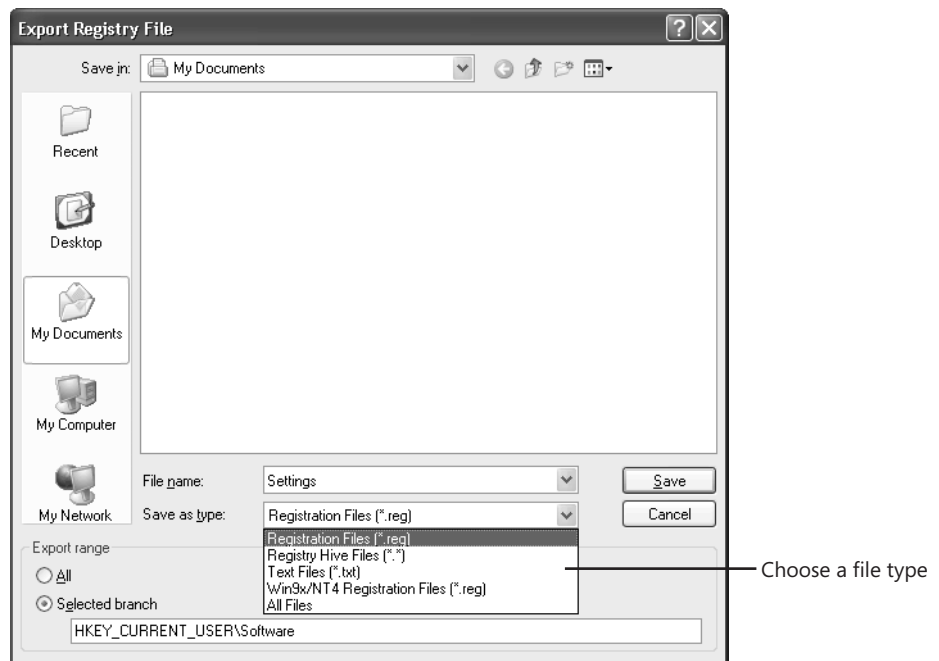 Export Registry File
Save in:
My Documents
Recent
Desktop
My Documents
My Computer
My Network
File name:
Settings
Save
Save as type:
Registration Files (*.reg)
Cancel
Registration Files (*.reg)
Registry Hive Files (*.*)
Text Files (*.txt)
Win9x/NT4 Registration Files (*.reg)
All Files
Choose a file type
Export range
All
Selected branch
HKEY_CURRENT_USER\Software